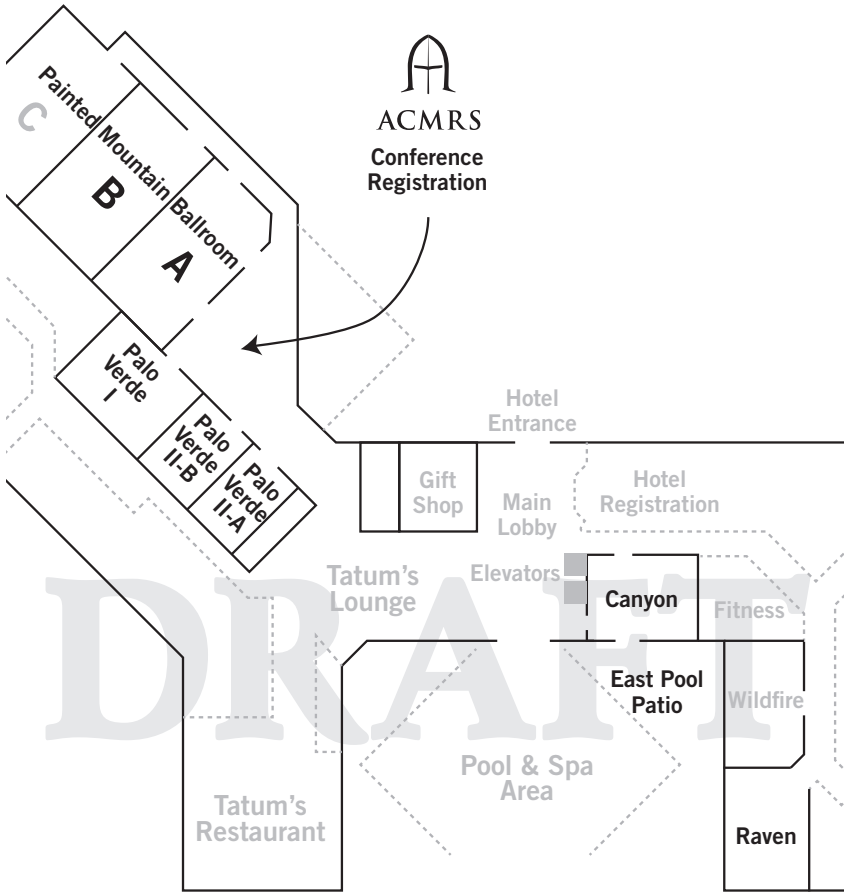 ACMRS
Conference
Registration
Painted Mountain Ballroom
C
B
A
Palo
Verde
I
Palo
Verde
II-B
Palo
Verde
II-A
Hotel
Entrance
Gift
Shop
Main
Lobby
Hotel
Registration
Tatum's
Lounge
Elevators
Canyon
Fitness
DRAFT
East Pool
Patio
Wildfire
Pool & Spa
Area
Tatum's
Restaurant
Raven